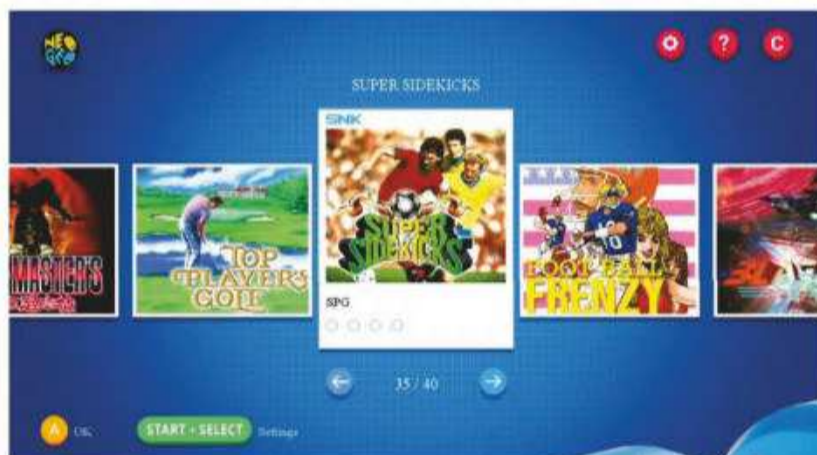 NEO GEO
? C
SUPER SIDEKICKS
SNK
SUPER
SIDEKICKS
MASTER'S
TOP
PLAYER'S
GOLF
FOOTBALL
FRENZY
SPG
35 / 40
A OK START + SELECT Settings